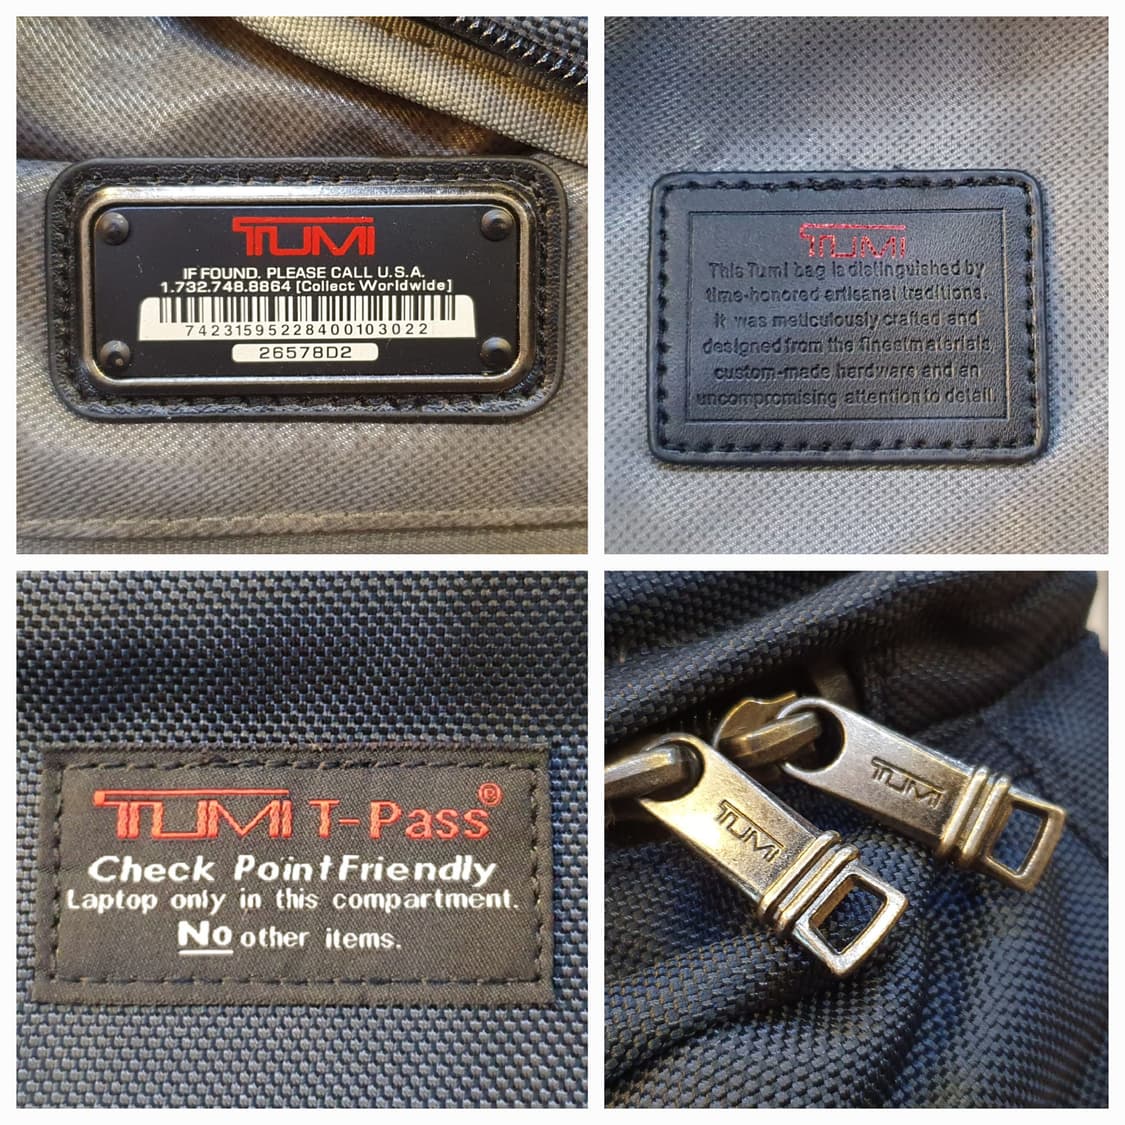 TUMI
IF FOUND. PLEASE CALL U.S.A.
1.732.748.8864 [Collect Worldwide]
74231595228400103022
26578D2
TUMI
This Tumi bag is distinguished by
time-honored artisanal traditions.
It was meticulously crafted and
designed from the finest materials,
custom-made hardware and an
uncompromising attention to detail.
TUMI T-Pass®
Check Point Friendly
Laptop only in this compartment.
No other items.
TUMI
TUMI